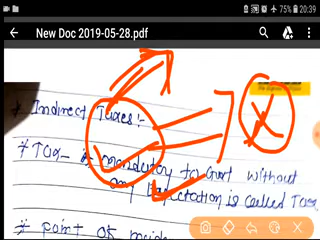 75% 20:39
New Doc 2019-05-28.pdf
* Indirect Taxes:-
* Tax - is mandatory to Govt without
any Expectation is called Tax
* point of
X